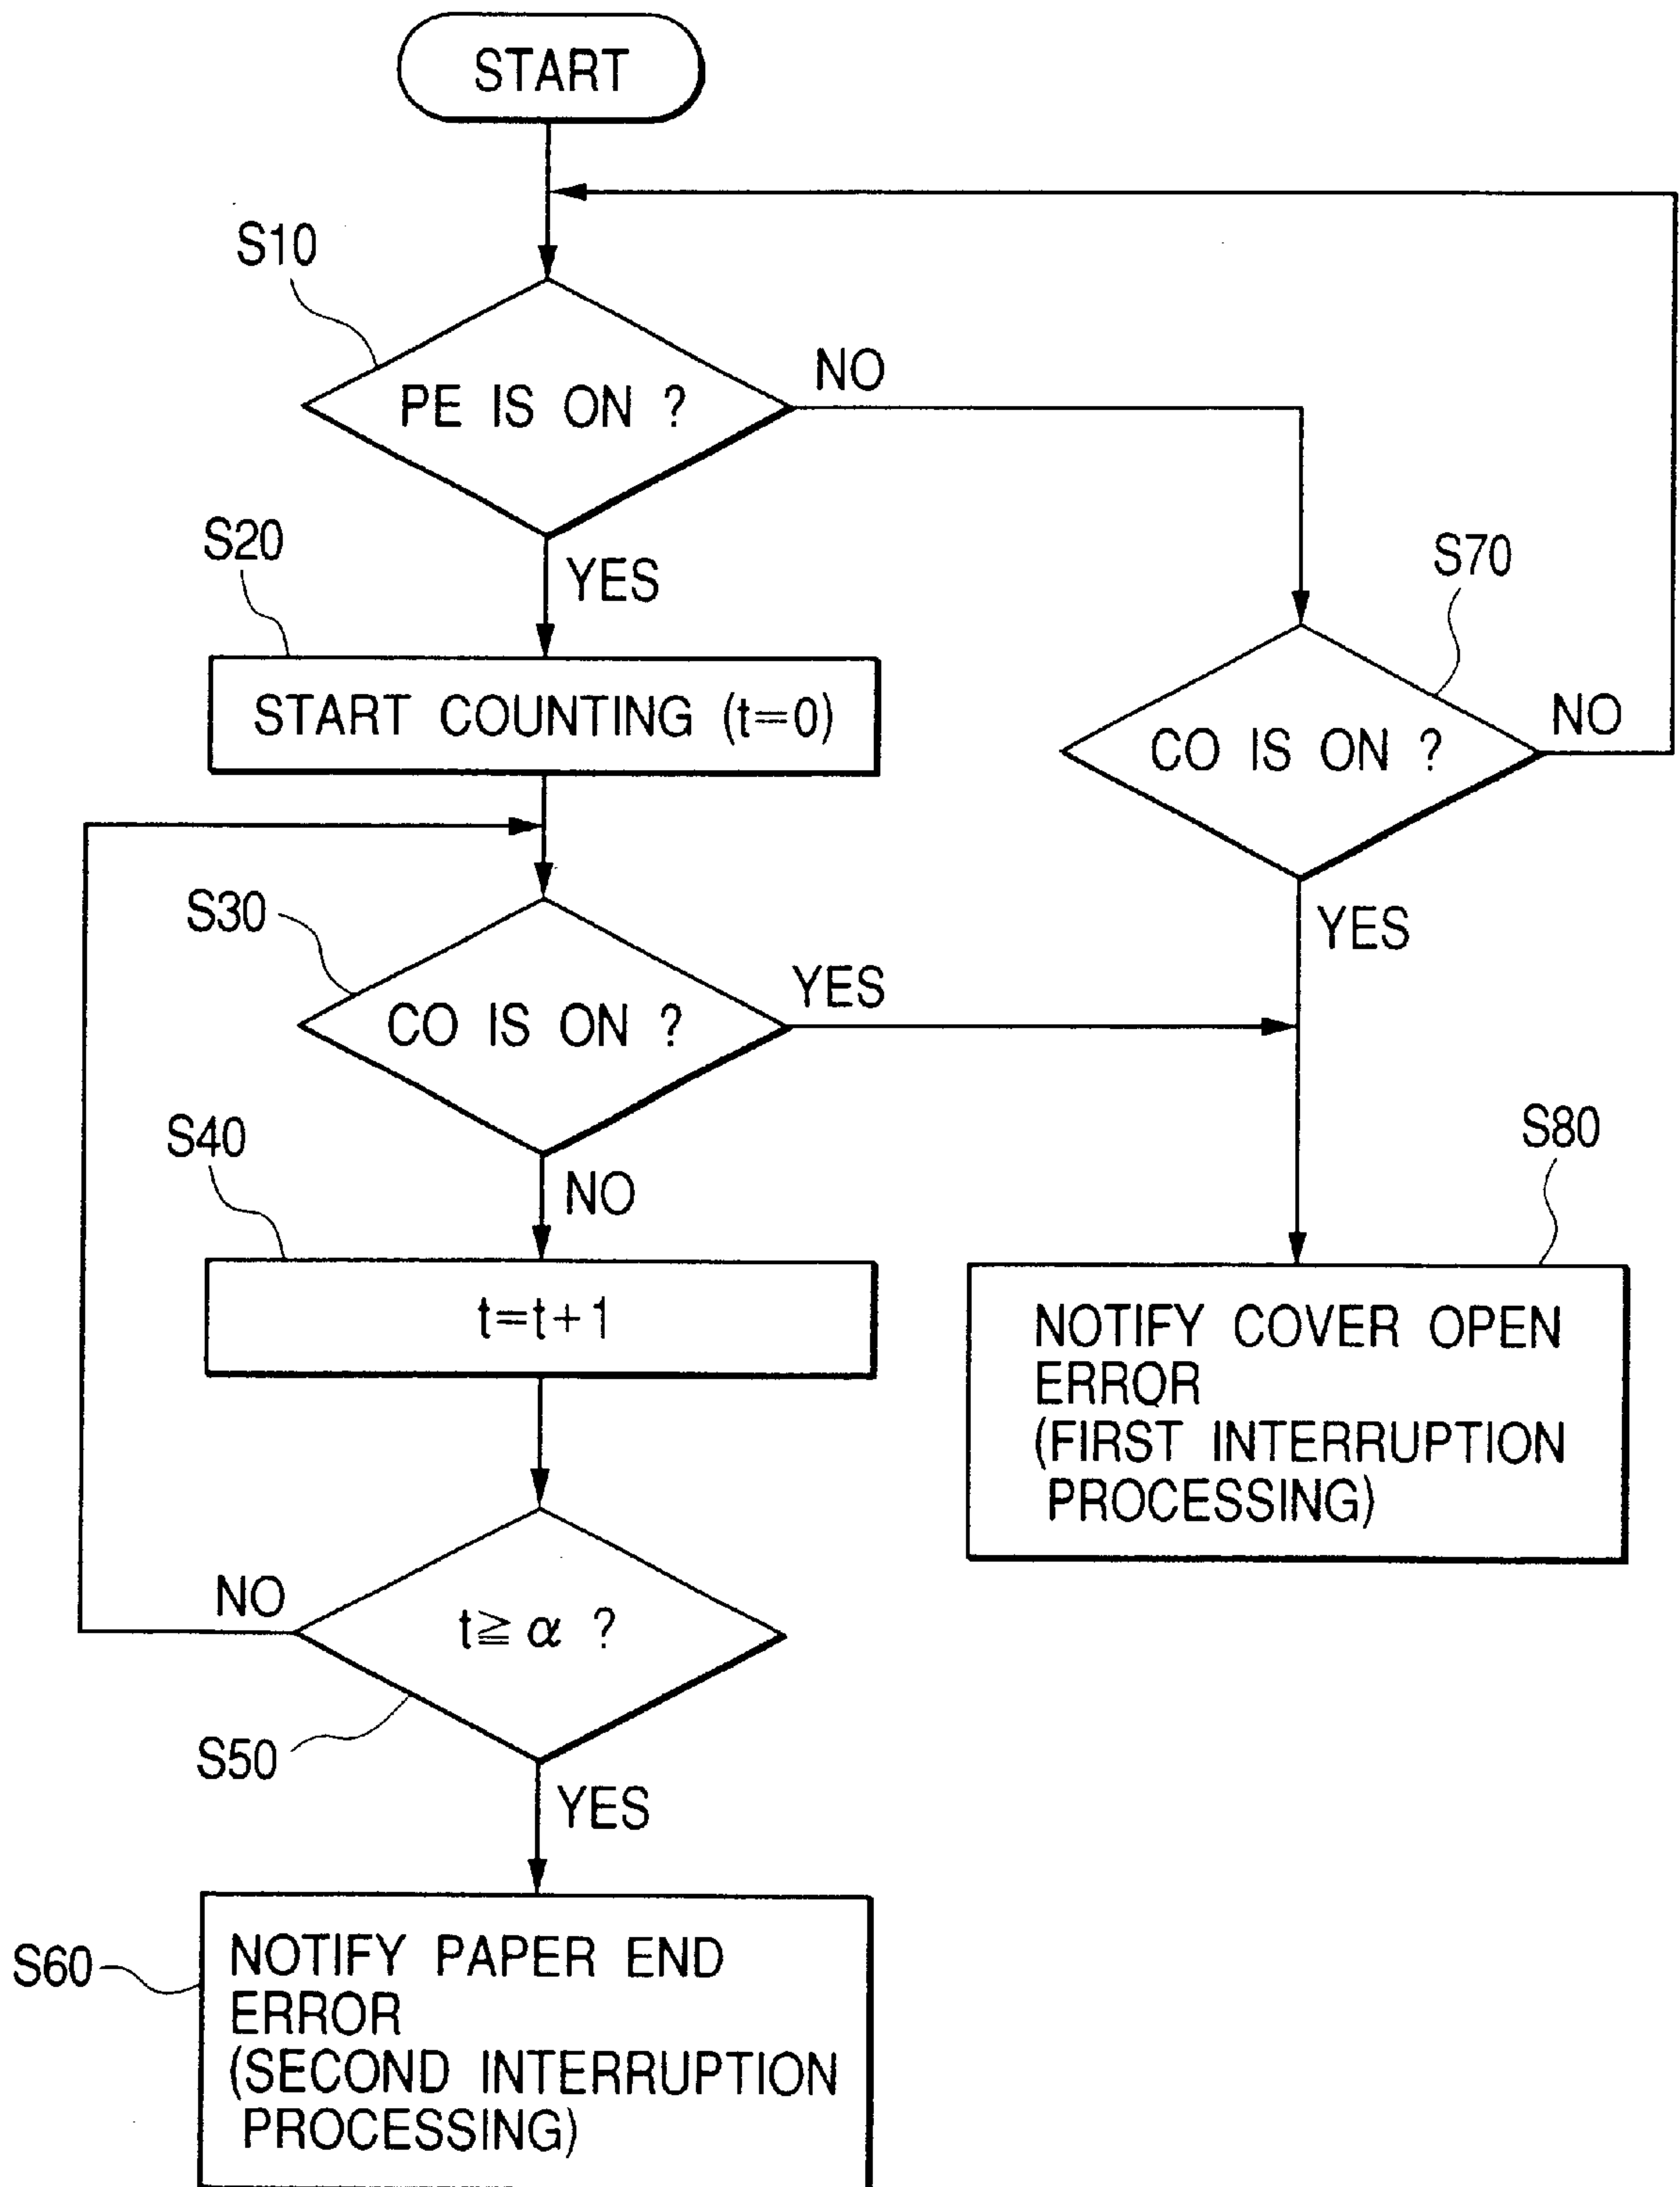 START
S10
PE IS ON ?
NO
YES
S20
START COUNTING (t=0)
S70
CO IS ON ?
NO
YES
S30
CO IS ON ?
YES
NO
S40
t=t+1
S80
NOTIFY COVER OPEN
ERROR
(FIRST INTERRUPTION
PROCESSING)
NO
t≧α ?
S50
YES
S60
NOTIFY PAPER END
ERROR
(SECOND INTERRUPTION
PROCESSING)